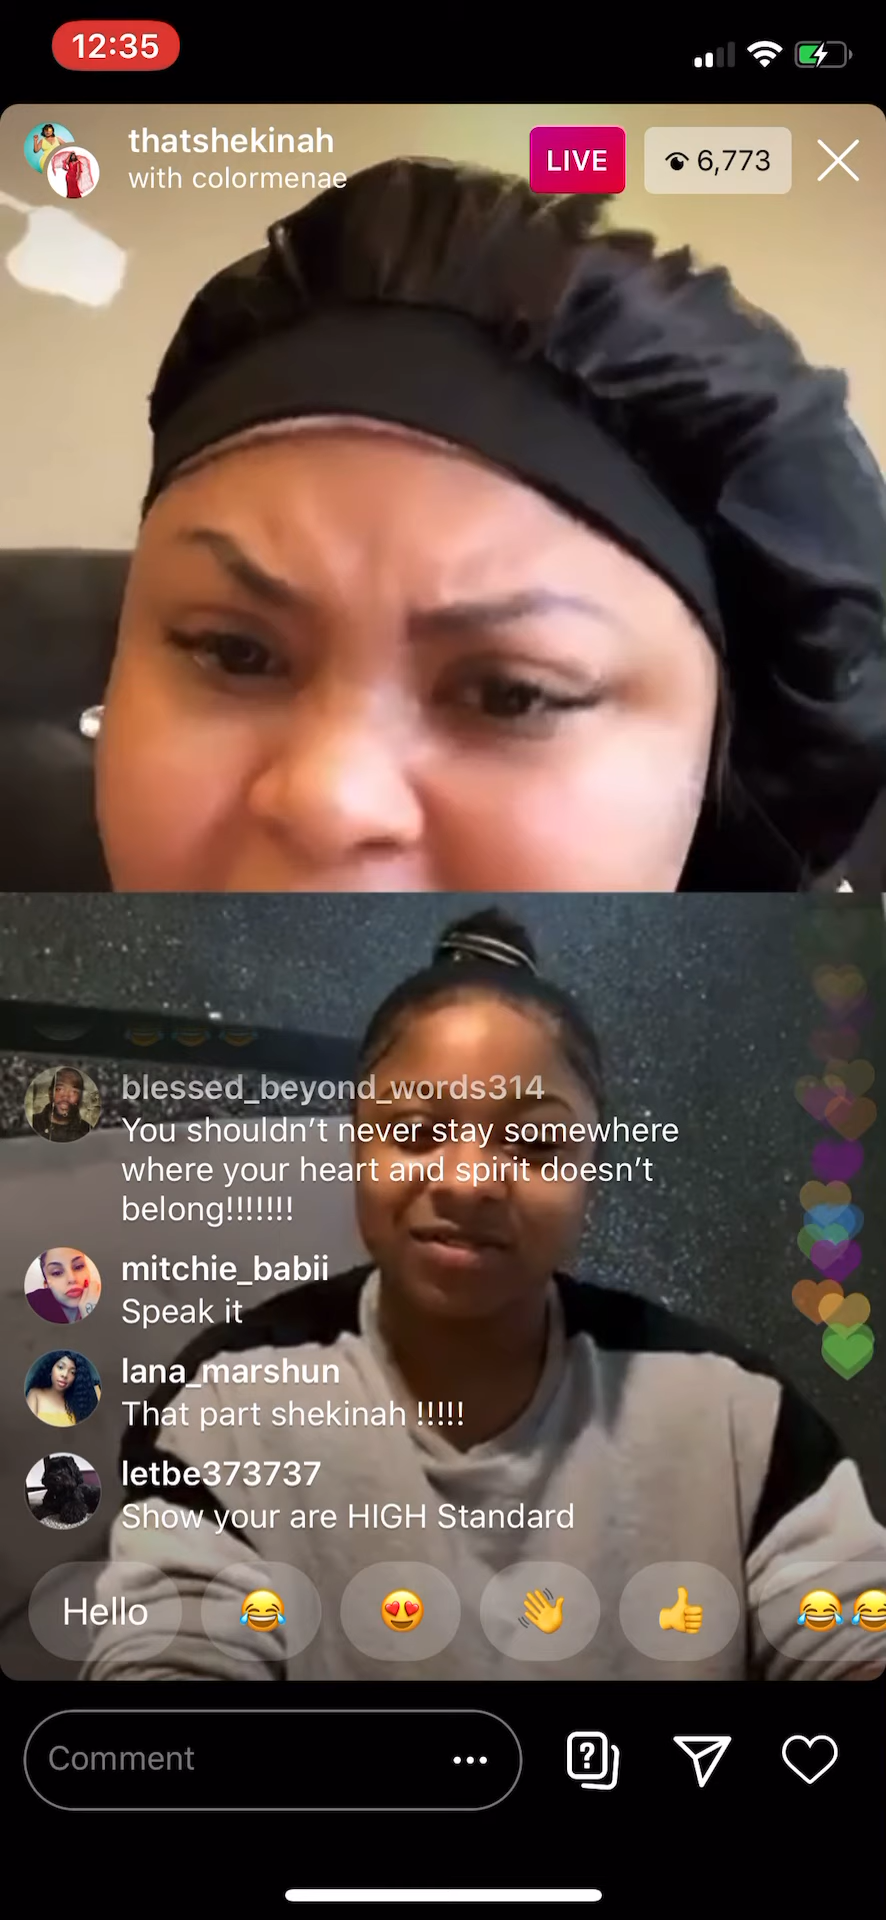 12:35
thatshekinah
with colormenae
LIVE
6,773
blessed_beyond_words314
You shouldn’t never stay somewhere
where your heart and spirit doesn’t
belong!!!!!!!
mitchie_babii
Speak it
lana_marshun
That part shekinah !!!!!
letbe373737
Show your are HIGH Standard
Hello
Comment